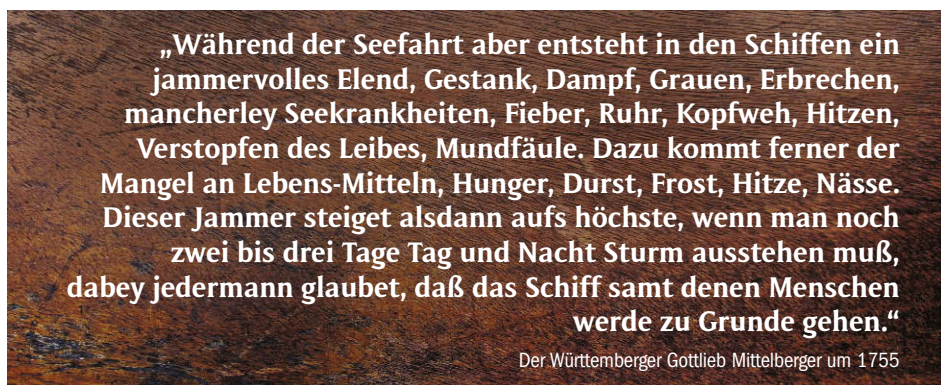 „Während der Seefahrt aber entsteht in den Schiffen ein
jammervolles Elend, Gestank, Dampf, Grauen, Erbrechen,
mancherley Seekrankheiten, Fieber, Ruhr, Kopfweh, Hitzen,
Verstopfen des Leibes, Mundfäule. Dazu kommt ferner der
Mangel an Lebens-Mitteln, Hunger, Durst, Frost, Hitze, Nässe.
Dieser Jammer steiget alsdann aufs höchste, wenn man noch
zwei bis drei Tage Tag und Nacht Sturm ausstehen muß,
dabey jedermann glaubet, daß das Schiff samt denen Menschen
werde zu Grunde gehen.“
Der Württemberger Gottlieb Mittelberger um 1755